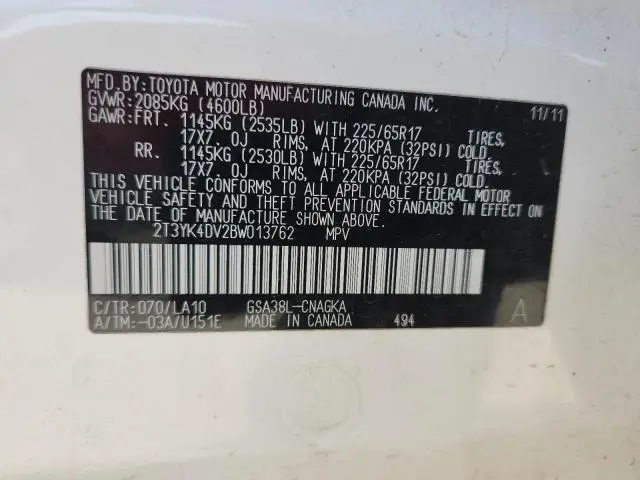 MFD.BY:TOYOTA MOTOR MANUFACTURING CANADA INC.
GVWR:2085KG (4600LB) 11/11
GAWR:FRT. 1145KG (2535LB) WITH 225/65R17 TIRES,
17X7.0J RIMS, AT 220KPA (32PSI) COLD.
RR. 1145KG (2530LB) WITH 225/65R17 TIRES,
17X7.0J RIMS, AT 220KPA (32PSI) COLD.
THIS VEHICLE CONFORMS TO ALL APPLICABLE FEDERAL MOTOR
VEHICLE SAFETY AND THEFT PREVENTION STANDARDS IN EFFECT ON
THE DATE OF MANUFACTURE SHOWN ABOVE.
2T3YK4DV2BW013762 MPV
C/TR:070/LA10 GSA38L-CNAGKA
A/TM:-03A/U151E MADE IN CANADA 494 A